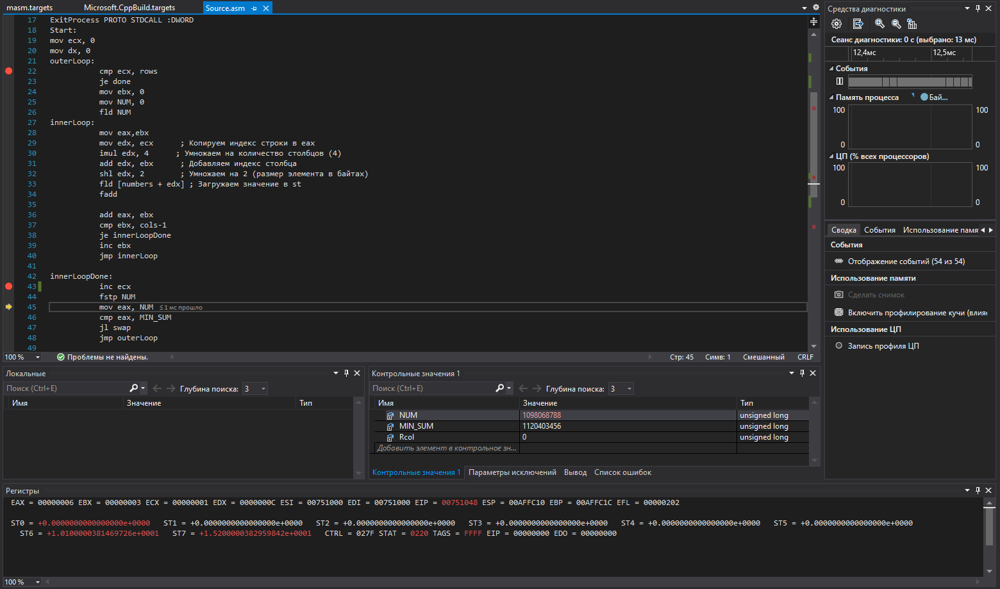 masm.targets Microsoft.CppBuild.targets Source.asm
17 ExitProcess PROTO STDCALL :DWORD
18 Start:
19 mov ecx, 0
20 mov dx, 0
21 outerLoop:
22 cmp ecx, rows
23 je done
24 mov ebx, 0
25 mov NUM, 0
26 fld NUM
27 innerLoop:
28 mov eax,ebx
29 mov edx, ecx ; Копируем индекс строки в eax
30 imul edx, 4 ; Умножаем на количество столбцов (4)
31 add edx, ebx ; Добавляем индекс столбца
32 shl edx, 2 ; Умножаем на 2 (размер элемента в байтах)
33 fld [numbers + edx] ; Загружаем значение в st
34 fadd
35
36 add eax, ebx
37 cmp ebx, cols-1
38 je innerLoopDone
39 inc ebx
40 jmp innerLoop
41
42 innerLoopDone:
43 inc ecx
44 fstp NUM
45 mov eax, NUM ≤ 1 мс прошло
46 cmp eax, MIN_SUM
47 jl swap
48 jmp outerLoop
49
100 % Проблемы не найдены. Стр: 45 Симв: 1 Смешанный CRLF
Средства диагностики
Сеанс диагностики: 0 с (выбрано: 13 мс)
12,4мс 12,5мс
События
Память процесса Бай...
100 100
0 0
ЦП (% всех процессоров)
100 100
0 0
Сводка События Использование памят
События
Отображение событий (54 из 54)
Использование памяти
Сделать снимок
Включить профилирование кучи (влияе
Использование ЦП
Запись профиля ЦП
Локальные
Поиск (Ctrl+E) Глубина поиска: 3
Имя Значение Тип
Контрольные значения 1
Поиск (Ctrl+E) Глубина поиска: 3
Имя Значение Тип
NUM 1098068788 unsigned long
MIN_SUM 1120403456 unsigned long
Rcol 0 unsigned long
Добавить элемент в контрольное зн...
Контрольные значения 1 Параметры исключений Вывод Список ошибок
Регистры
EAX = 00000006 EBX = 00000003 ECX = 00000001 EDX = 0000000C ESI = 00751000 EDI = 00751000 EIP = 00751048 ESP = 00AFFC10 EBP = 00AFFC1C EFL = 00000202
ST0 = +0.0000000000000000e+0000 ST1 = +0.0000000000000000e+0000 ST2 = +0.0000000000000000e+0000 ST3 = +0.0000000000000000e+0000 ST4 = +0.0000000000000000e+0000 ST5 = +0.0000000000000000e+0000
ST6 = +1.0100000381469726e+0001 ST7 = +1.5200000382959842e+0001 CTRL = 027F STAT = 0220 TAGS = FFFF EIP = 00000000 EDO = 00000000
100 %